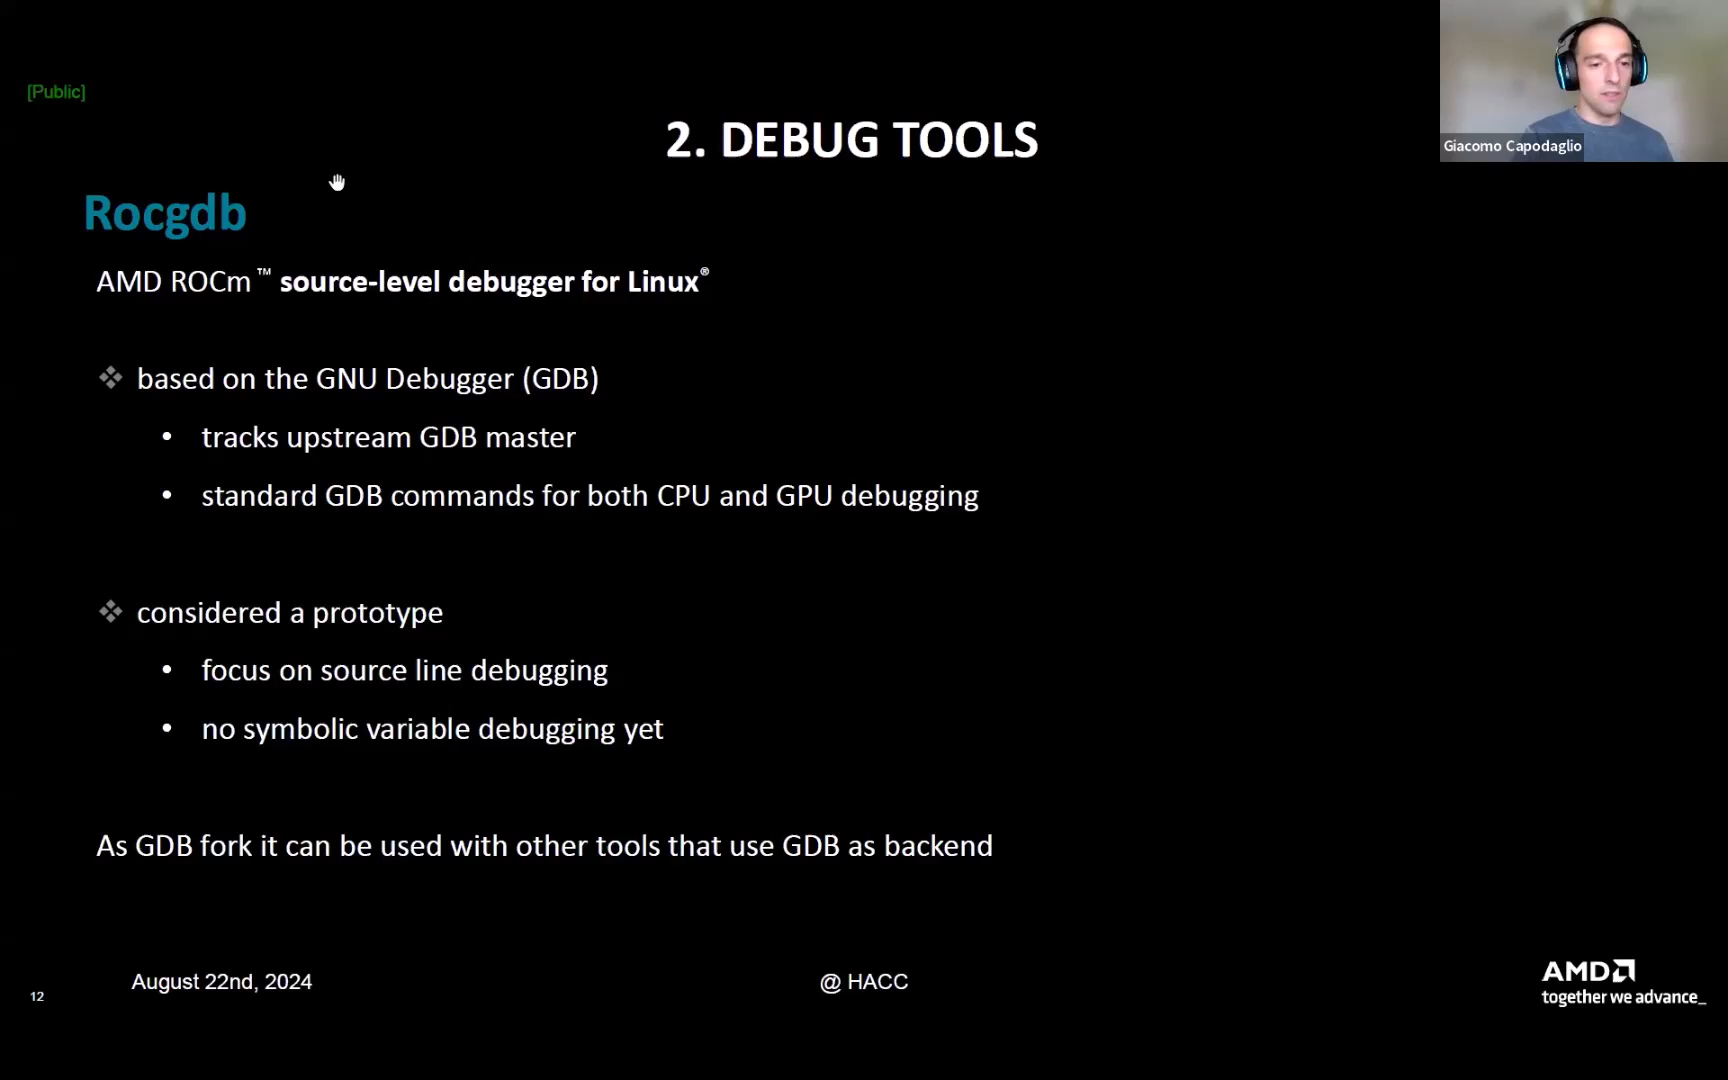 [Public]
Giacomo Capodaglio
2. DEBUG TOOLS
Rocgdb
AMD ROCm™ source-level debugger for Linux®
❖ based on the GNU Debugger (GDB)
• tracks upstream GDB master
• standard GDB commands for both CPU and GPU debugging
❖ considered a prototype
• focus on source line debugging
• no symbolic variable debugging yet
As GDB fork it can be used with other tools that use GDB as backend
12
August 22nd, 2024
@ HACC
AMD
together we advance_